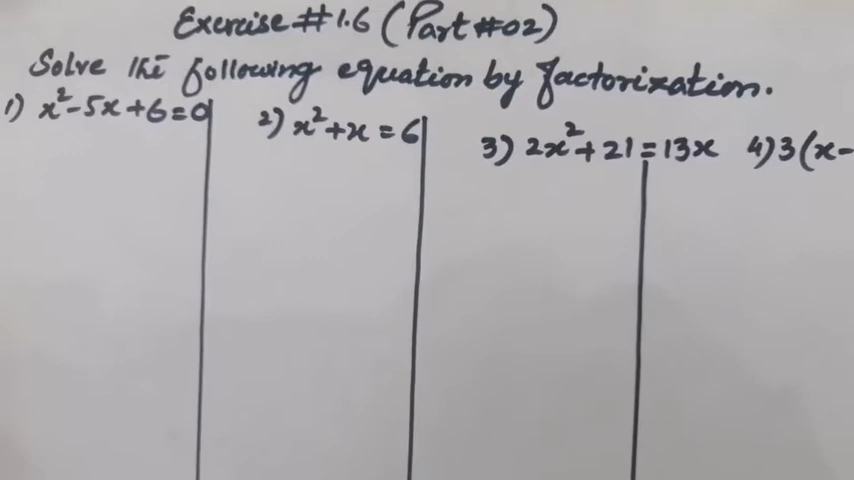 Exercise #1.6 (Part #02)
Solve the following equation by factorization.
1) x²-5x+6=0
2) x²+x=6
3) 2x²+21=13x
4) 3(x-